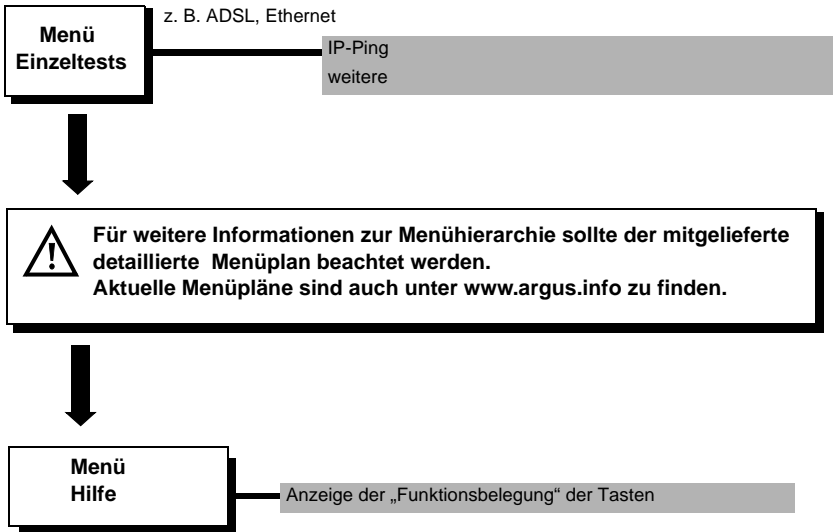 z. B. ADSL, Ethernet
Menü
Einzeltests
IP-Ping
weitere
Für weitere Informationen zur Menühierarchie sollte der mitgelieferte
detaillierte Menüplan beachtet werden.
Aktuelle Menüpläne sind auch unter www.argus.info zu finden.
Menü
Hilfe
Anzeige der „Funktionsbelegung“ der Tasten